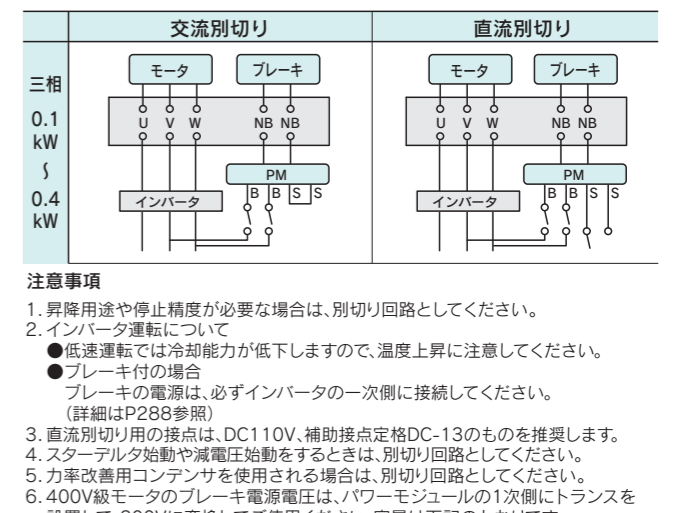 交流別切り 直流別切り
三相
0.1
kW
〜
0.4
kW
モータ ブレーキ モータ ブレーキ
U V W NB NB U V W NB NB
PM PM
インバータ B B S S インバータ B B S S
注意事項
1. 昇降用途や停止精度が必要な場合は、別切り回路としてください。
2. インバータ運転について
●低速運転では冷却能力が低下しますので、温度上昇に注意してください。
●ブレーキ付の場合
ブレーキの電源は、必ずインバータの一次側に接続してください。
(詳細はP288参照)
3. 直流別切り用の接点は、DC110V、補助接点定格DC-13のものを推奨します。
4. スターデルタ始動や減電圧始動をするときは、別切り回路としてください。
5. 力率改善用コンデンサを使用される場合は、別切り回路としてください。
6. 400V級モータのブレーキ電源電圧は、パワーモジュールの1次側にトランスを